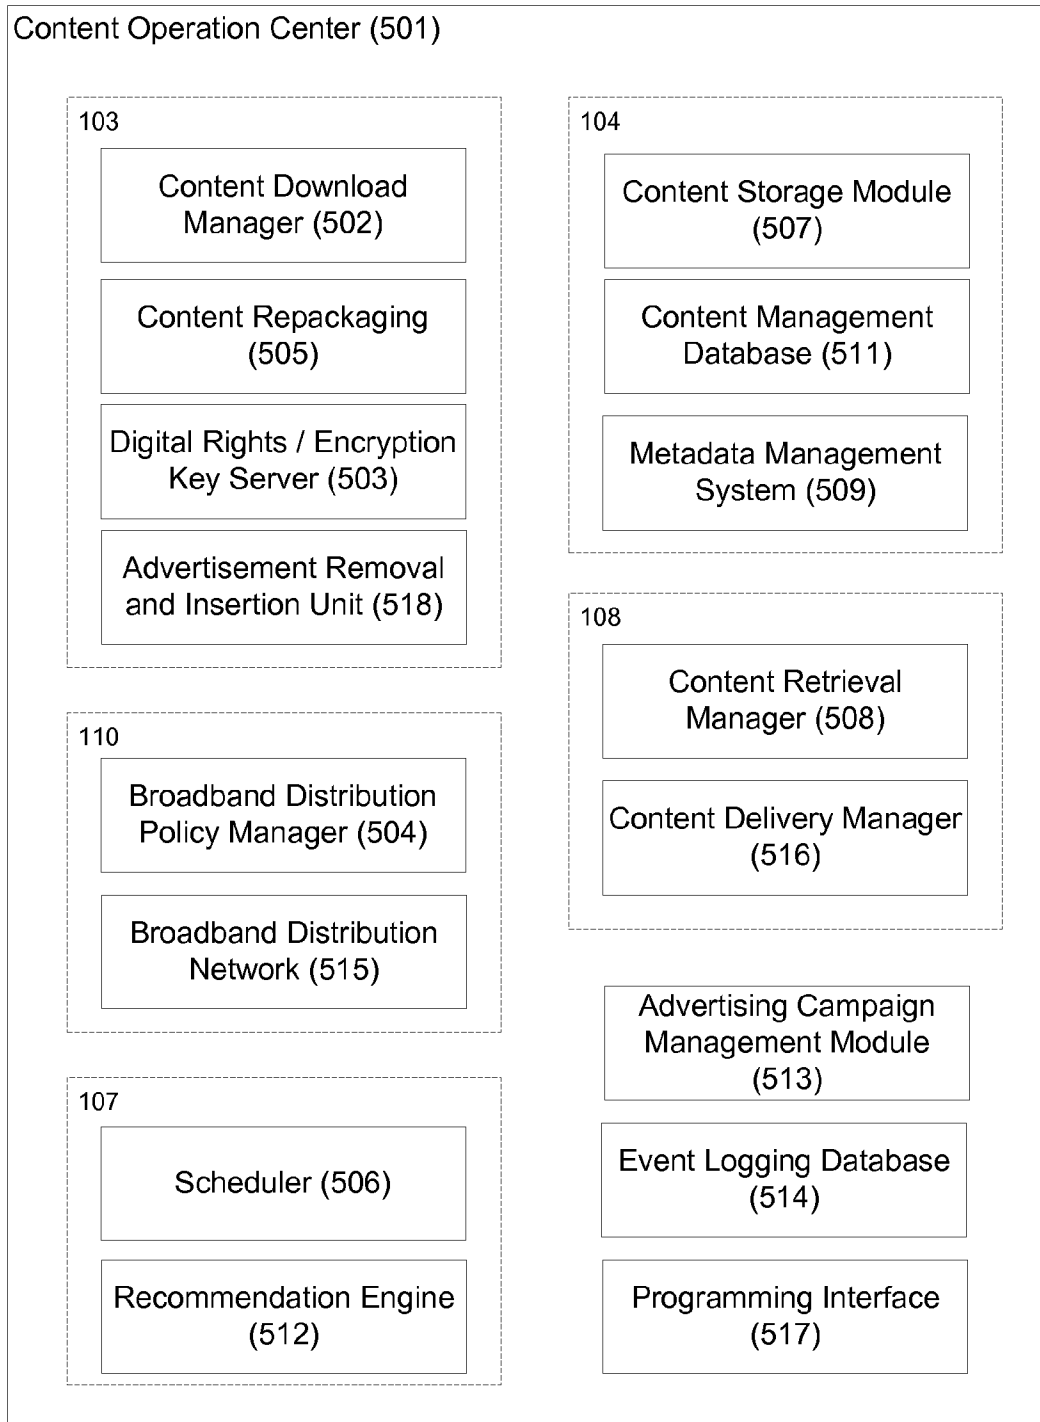 Content Operation Center (501)
103
Content Download
Manager (502)
Content Repackaging
(505)
Digital Rights / Encryption
Key Server (503)
Advertisement Removal
and Insertion Unit (518)
110
Broadband Distribution
Policy Manager (504)
Broadband Distribution
Network (515)
107
Scheduler (506)
Recommendation Engine
(512)
104
Content Storage Module
(507)
Content Management
Database (511)
Metadata Management
System (509)
108
Content Retrieval
Manager (508)
Content Delivery Manager
(516)
Advertising Campaign
Management Module
(513)
Event Logging Database
(514)
Programming Interface
(517)